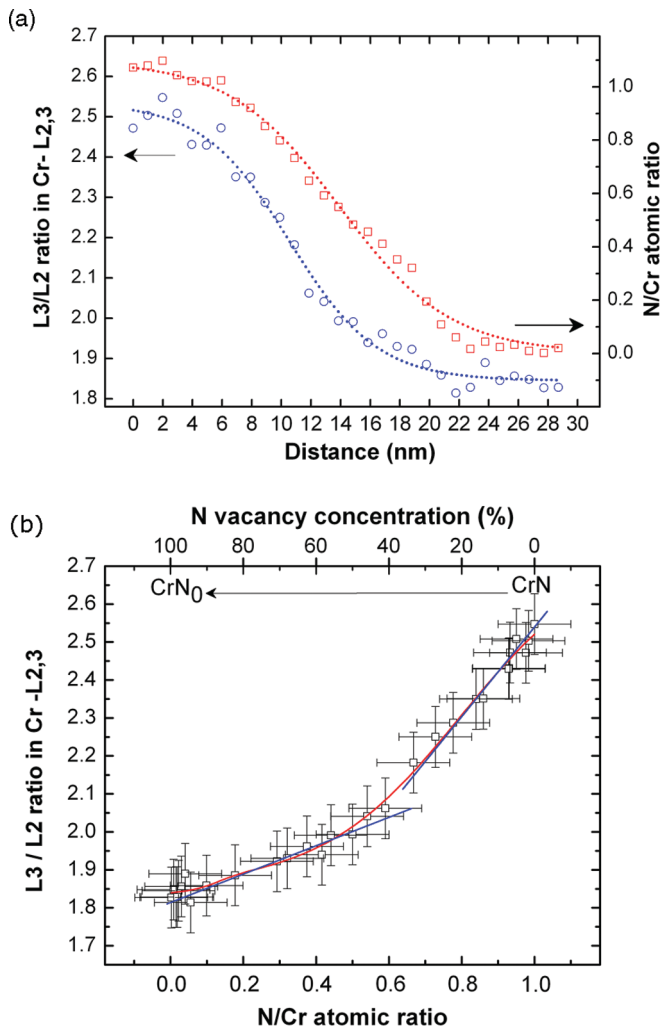 (a)
2.7
2.6
2.5
2.4
2.3
2.2
2.1
2.0
1.9
1.8
L3/L2 ratio in Cr- L2,3
1.0
0.8
0.6
0.4
0.2
0.0
N/Cr atomic ratio
0 2 4 6 8 10 12 14 16 18 20 22 24 26 28 30
Distance (nm)
(b)
N vacancy concentration (%)
100 80 60 40 20 0
CrN0
CrN
2.7
2.6
2.5
2.4
2.3
2.2
2.1
2.0
1.9
1.8
1.7
L3 / L2 ratio in Cr -L2,3
0.0 0.2 0.4 0.6 0.8 1.0
N/Cr atomic ratio